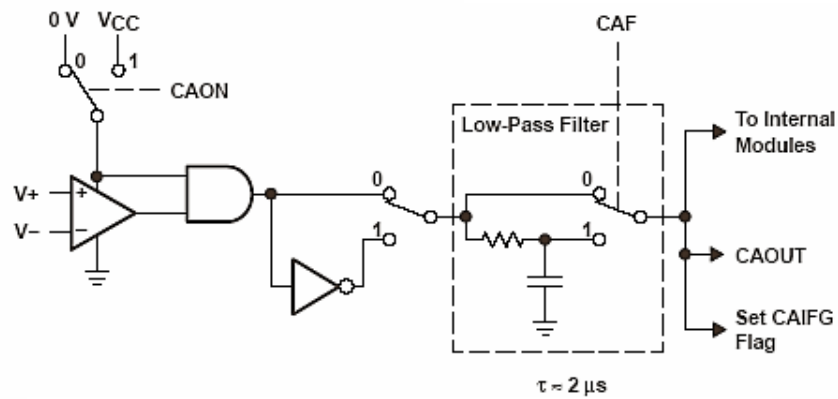 0 V VCC
CAF
0 1
CAON
Low-Pass Filter
To Internal
Modules
V+ +
V− −
0 0
1 1
CAOUT
Set CAIFG
Flag
τ ≈ 2 µs